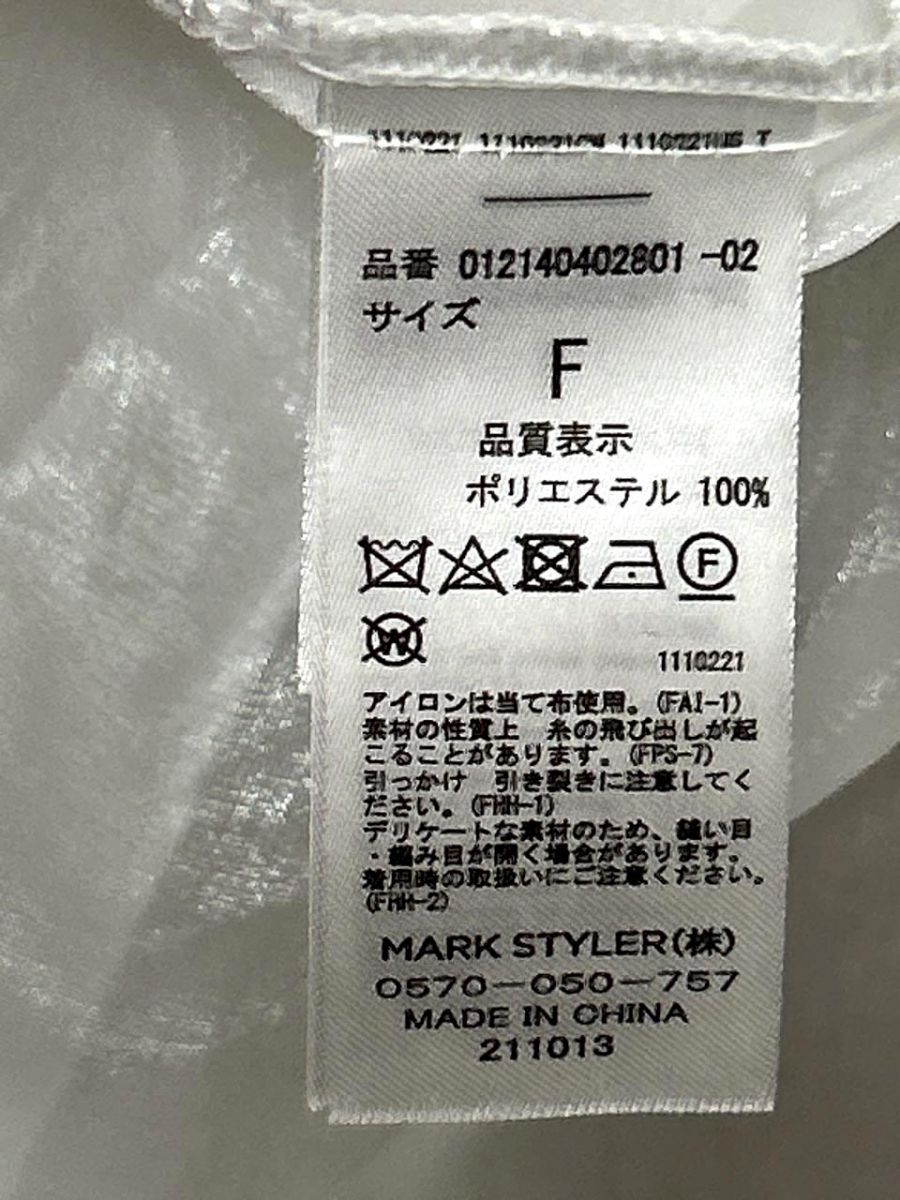 1110221
品番 012140402801 -02
サイズ
F
品質表示
ポリエステル 100%
F
W
1110221
アイロンは当て布使用。(FAI-1)
素材の性質上 糸の飛び出しが起
こることがあります。(FPS-7)
引っかけ 引き裂きに注意してく
ださい。(FHH-1)
デリケートな素材のため、縫い目
・編み目が開く場合があります。
着用時の取扱いにご注意ください。
(FHH-2)
MARK STYLER(株)
0570-050-757
MADE IN CHINA
211013